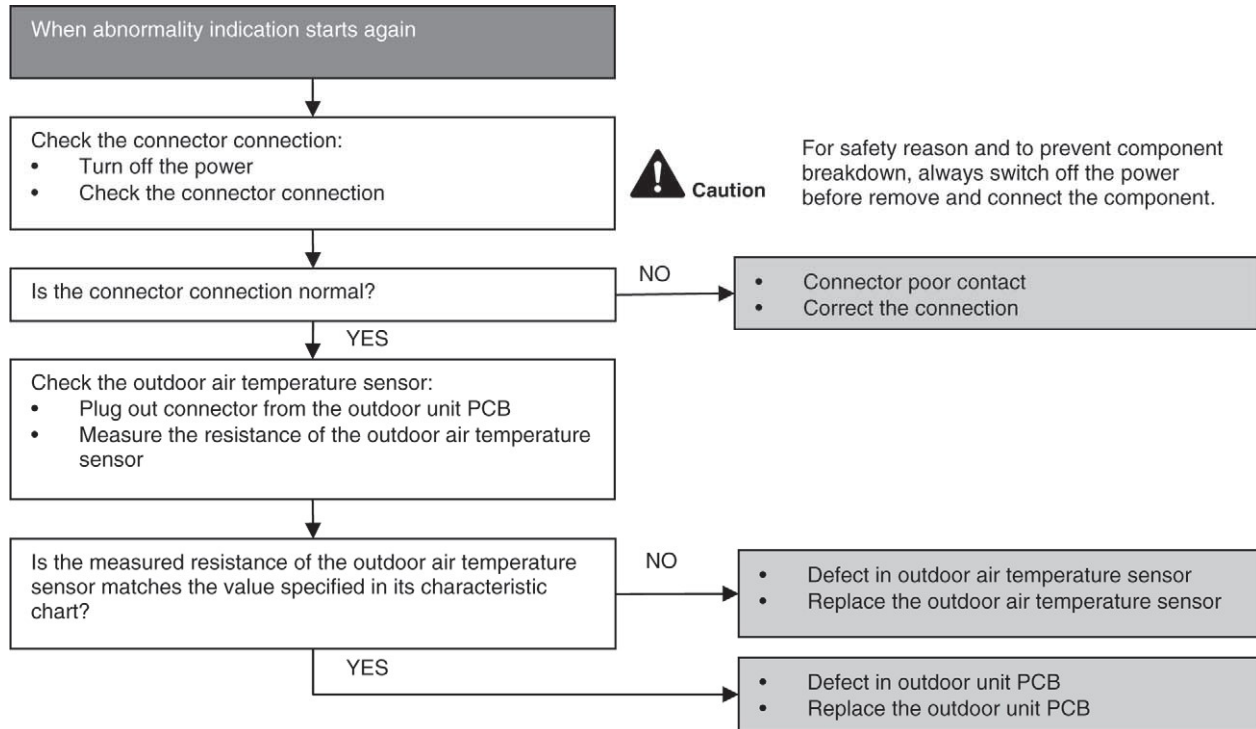 When abnormality indication starts again
Check the connector connection:
• Turn off the power
• Check the connector connection
Caution
For safety reason and to prevent component
breakdown, always switch off the power
before remove and connect the component.
Is the connector connection normal?
NO
• Connector poor contact
• Correct the connection
YES
Check the outdoor air temperature sensor:
• Plug out connector from the outdoor unit PCB
• Measure the resistance of the outdoor air temperature
sensor
Is the measured resistance of the outdoor air temperature
sensor matches the value specified in its characteristic
chart?
NO
• Defect in outdoor air temperature sensor
• Replace the outdoor air temperature sensor
YES
• Defect in outdoor unit PCB
• Replace the outdoor unit PCB